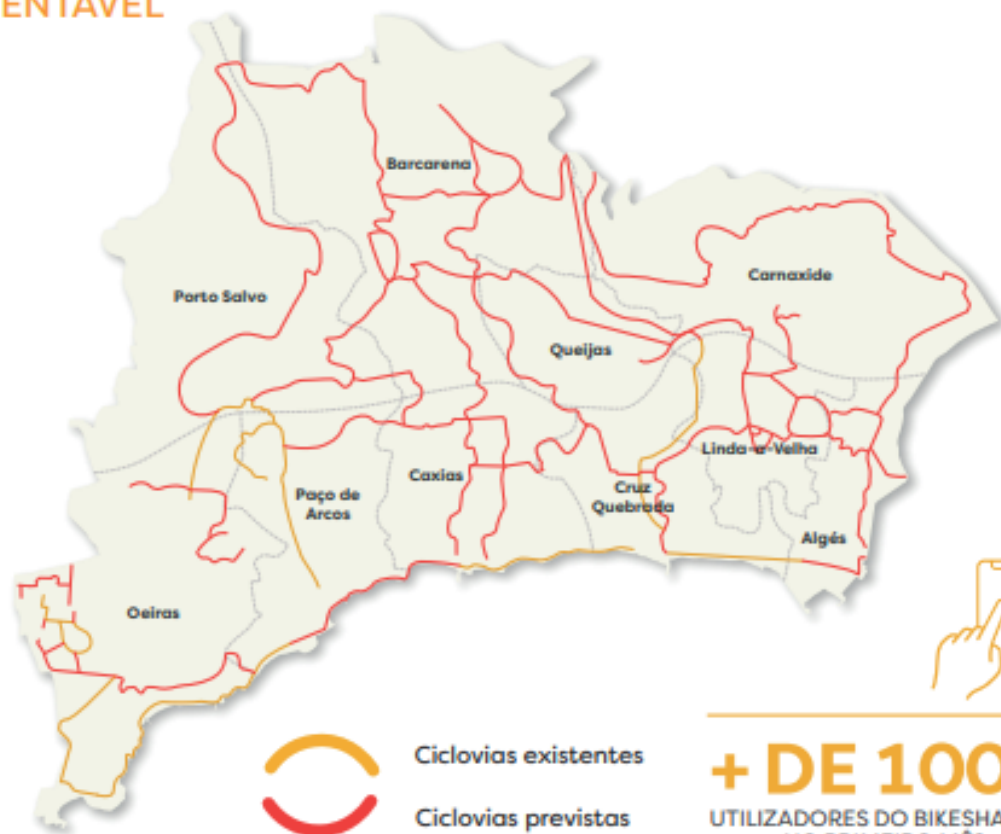 ENTÁVEL
Barcarena
Carnaxide
Porto Salvo
Queijas
Linda-a-Velha
Caxias
Paço de
Arcos
Cruz
Quebrada
Algés
Oeiras
Ciclovias existentes
Ciclovias previstas
+ DE 100
UTILIZADORES DO BIKESHA